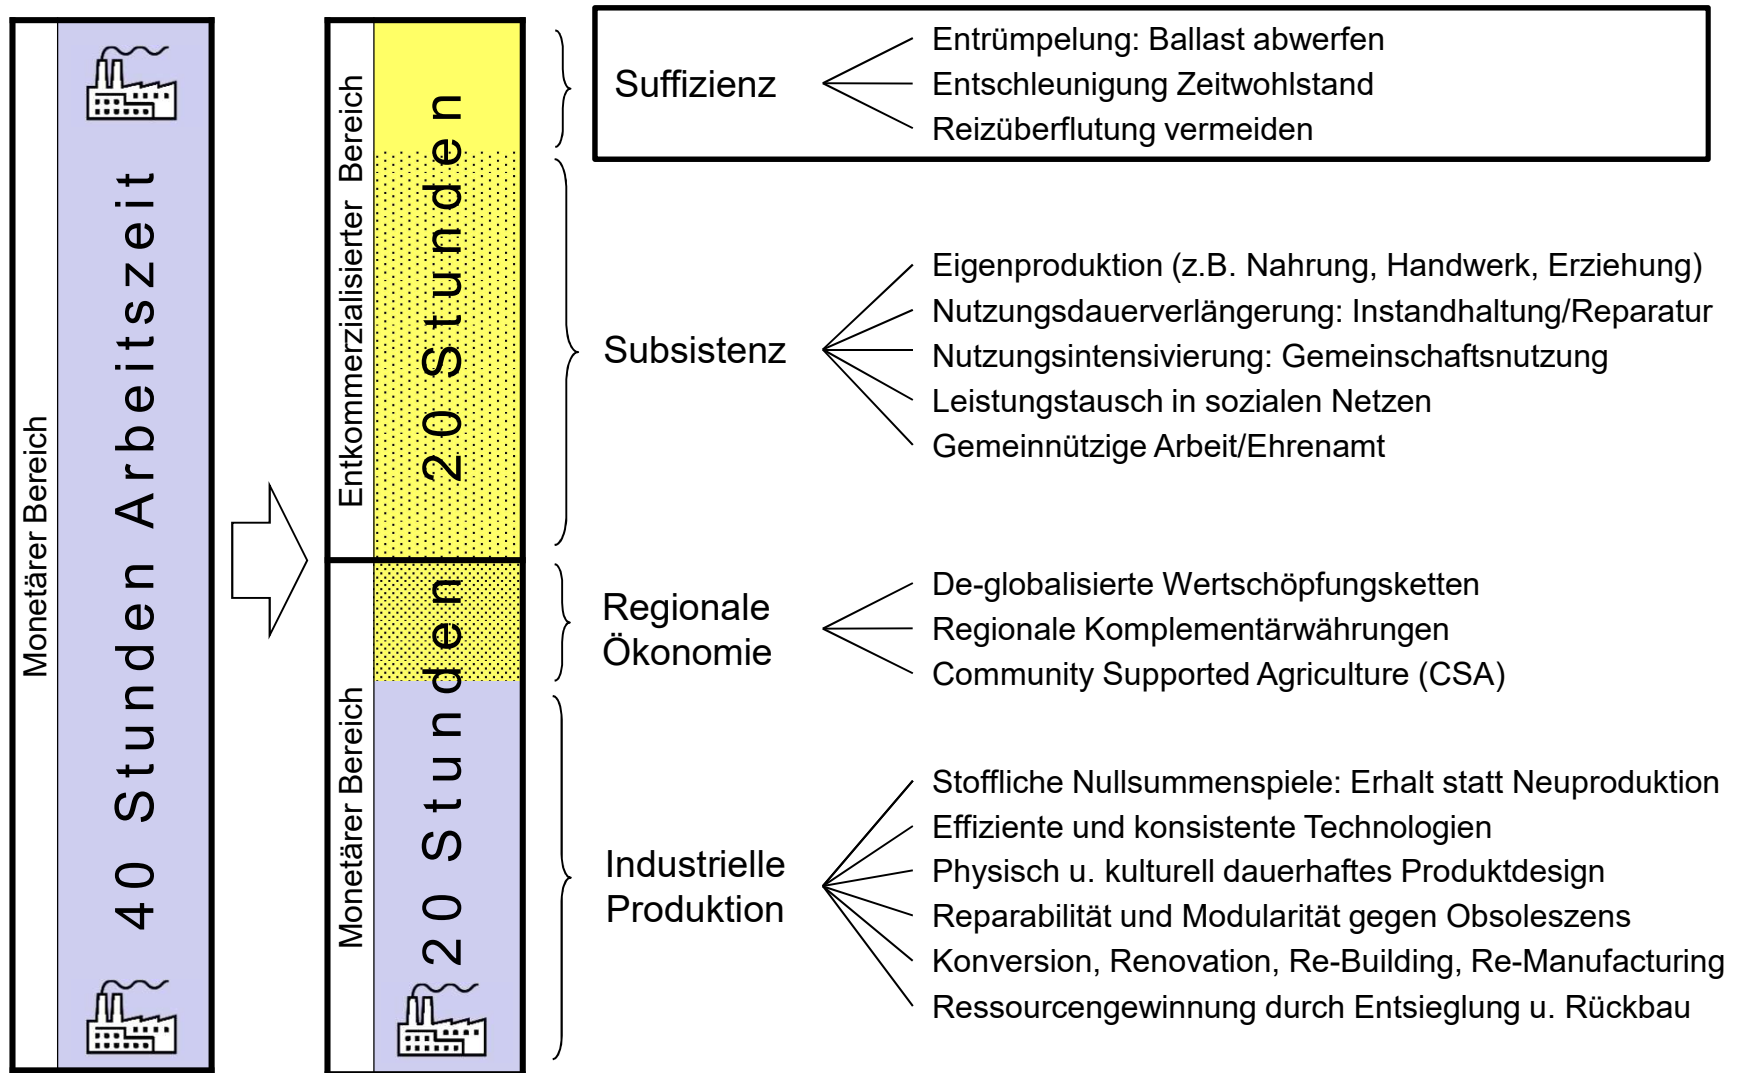 Monetärer Bereich
40 Stunden Arbeitszeit
Entkommerzialisierter Bereich
20 Stunden
Monetärer Bereich
20 Stunden
Suffizienz
Entrümpelung: Ballast abwerfen
Entschleunigung Zeitwohlstand
Reizüberflutung vermeiden
Subsistenz
Eigenproduktion (z.B. Nahrung, Handwerk, Erziehung)
Nutzungsdauerverlängerung: Instandhaltung/Reparatur
Nutzungsintensivierung: Gemeinschaftsnutzung
Leistungstausch in sozialen Netzen
Gemeinnützige Arbeit/Ehrenamt
Regionale
Ökonomie
De-globalisierte Wertschöpfungsketten
Regionale Komplementärwährungen
Community Supported Agriculture (CSA)
Industrielle
Produktion
Stoffliche Nullsummenspiele: Erhalt statt Neuproduktion
Effiziente und konsistente Technologien
Physisch u. kulturell dauerhaftes Produktdesign
Reparabilität und Modularität gegen Obsoleszens
Konversion, Renovation, Re-Building, Re-Manufacturing
Ressourcengewinnung durch Entsieglung u. Rückbau